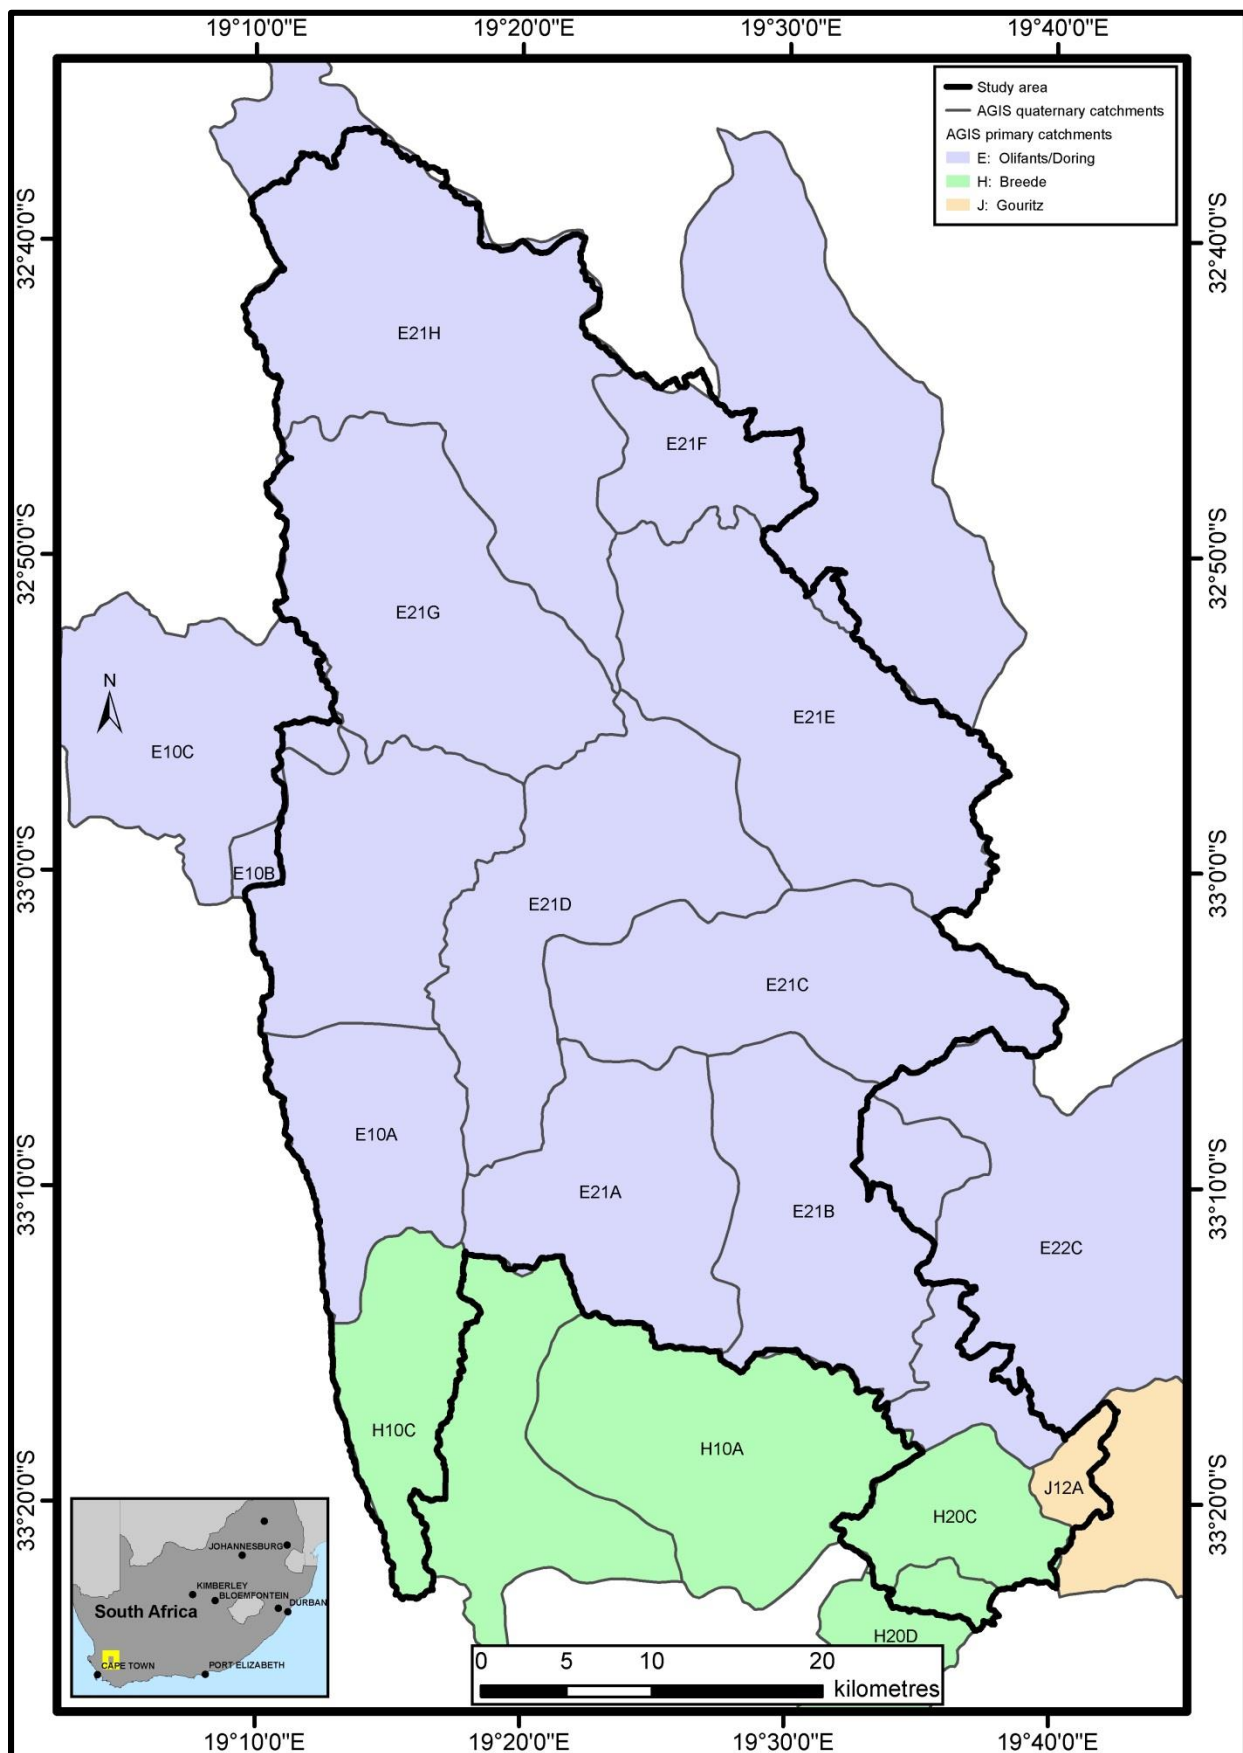 19°10'0"E
19°20'0"E
19°30'0"E
19°40'0"E
Study area
AGIS quaternary catchments
AGIS primary catchments
E: Olifants/Doring
H: Breede
J: Gouritz
32°40'0"S
32°40'0"S
E21H
E21F
32°50'0"S
32°50'0"S
E21G
N
E21E
E10C
33°0'0"S
33°0'0"S
E10B
E21D
E21C
E10A
33°10'0"S
33°10'0"S
E21A
E21B
E22C
H10C
H10A
33°20'0"S
33°20'0"S
J12A
H20C
H20D
JOHANNESBURG
KIMBERLEY
BLOEMFONTEIN
DURBAN
South Africa
CAPE TOWN
PORT ELIZABETH
0 5 10 20
kilometres
19°10'0"E
19°20'0"E
19°30'0"E
19°40'0"E